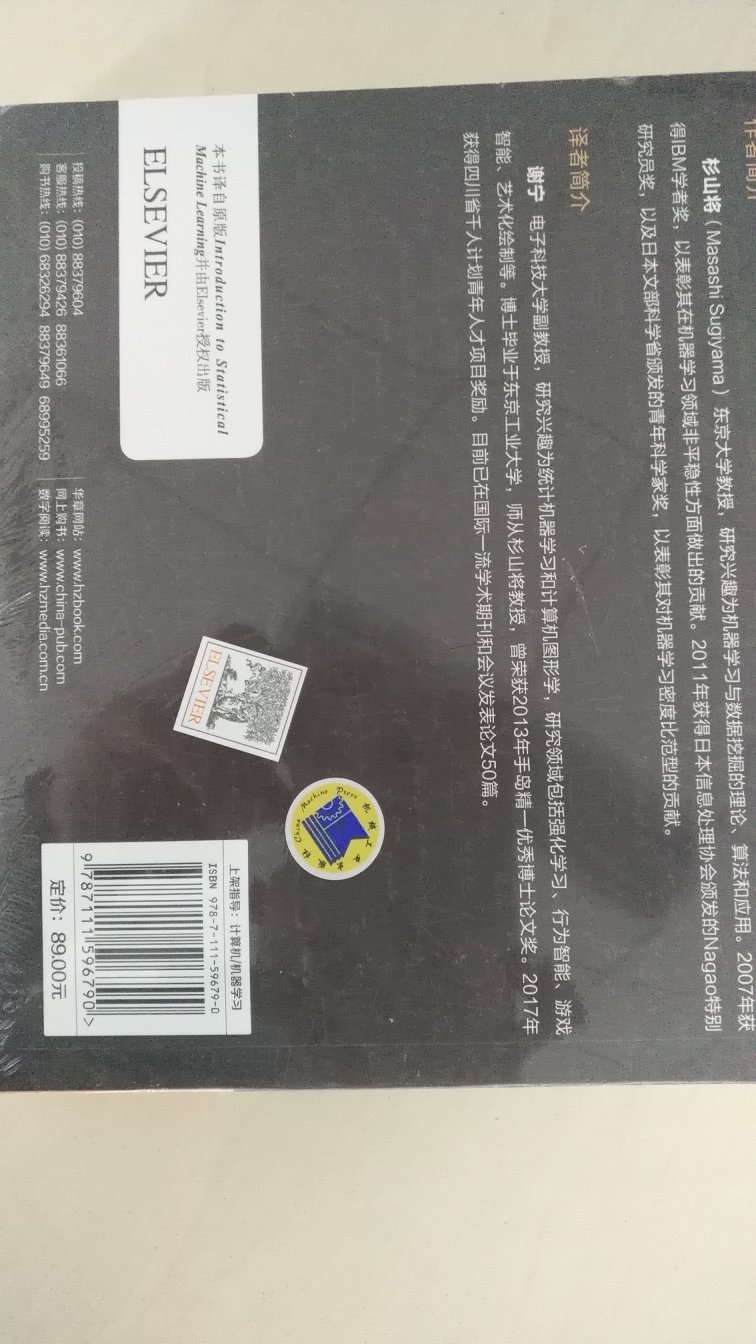 作者简介
杉山将（Masashi Sugiyama） 东京大学教授，研究兴趣为机器学习与数据挖掘的理论、算法和应用。2007年获
得IBM学者奖，以表彰其在机器学习领域非平稳性方面做出的贡献。2011年获得日本信息处理协会颁发的Nagao特别
研究员奖，以及日本文部科学省颁发的青年科学家奖，以表彰其对机器学习密度比范型的贡献。
译者简介
谢宁 电子科技大学副教授，研究兴趣为统计机器学习和计算机图形学，研究领域包括强化学习、行为智能、游戏
智能、艺术化绘制等。博士毕业于东京工业大学，师从杉山将教授，曾荣获2013年手岛精一优秀博士论文奖。2017年
获得四川省千人计划青年人才项目奖励。目前已在国际一流学术期刊和会议发表论文50篇。
本书译自原版Introduction to Statistical
Machine Learning并由Elsevier授权出版
ELSEVIER
ELSEVIER
机械工业出版社
China Machine Press
上架指导：计算机/机器学习
ISBN 978-7-111-59679-0
9 787111 596790 >
定价：89.00元
投稿热线：(010) 88379604
客服热线：(010) 88379426 88361066
购书热线：(010) 68326294 88379649 68995259
华章网站：www.hzbook.com
网上购书：www.china-pub.com
数字阅读：www.hzmedia.com.cn